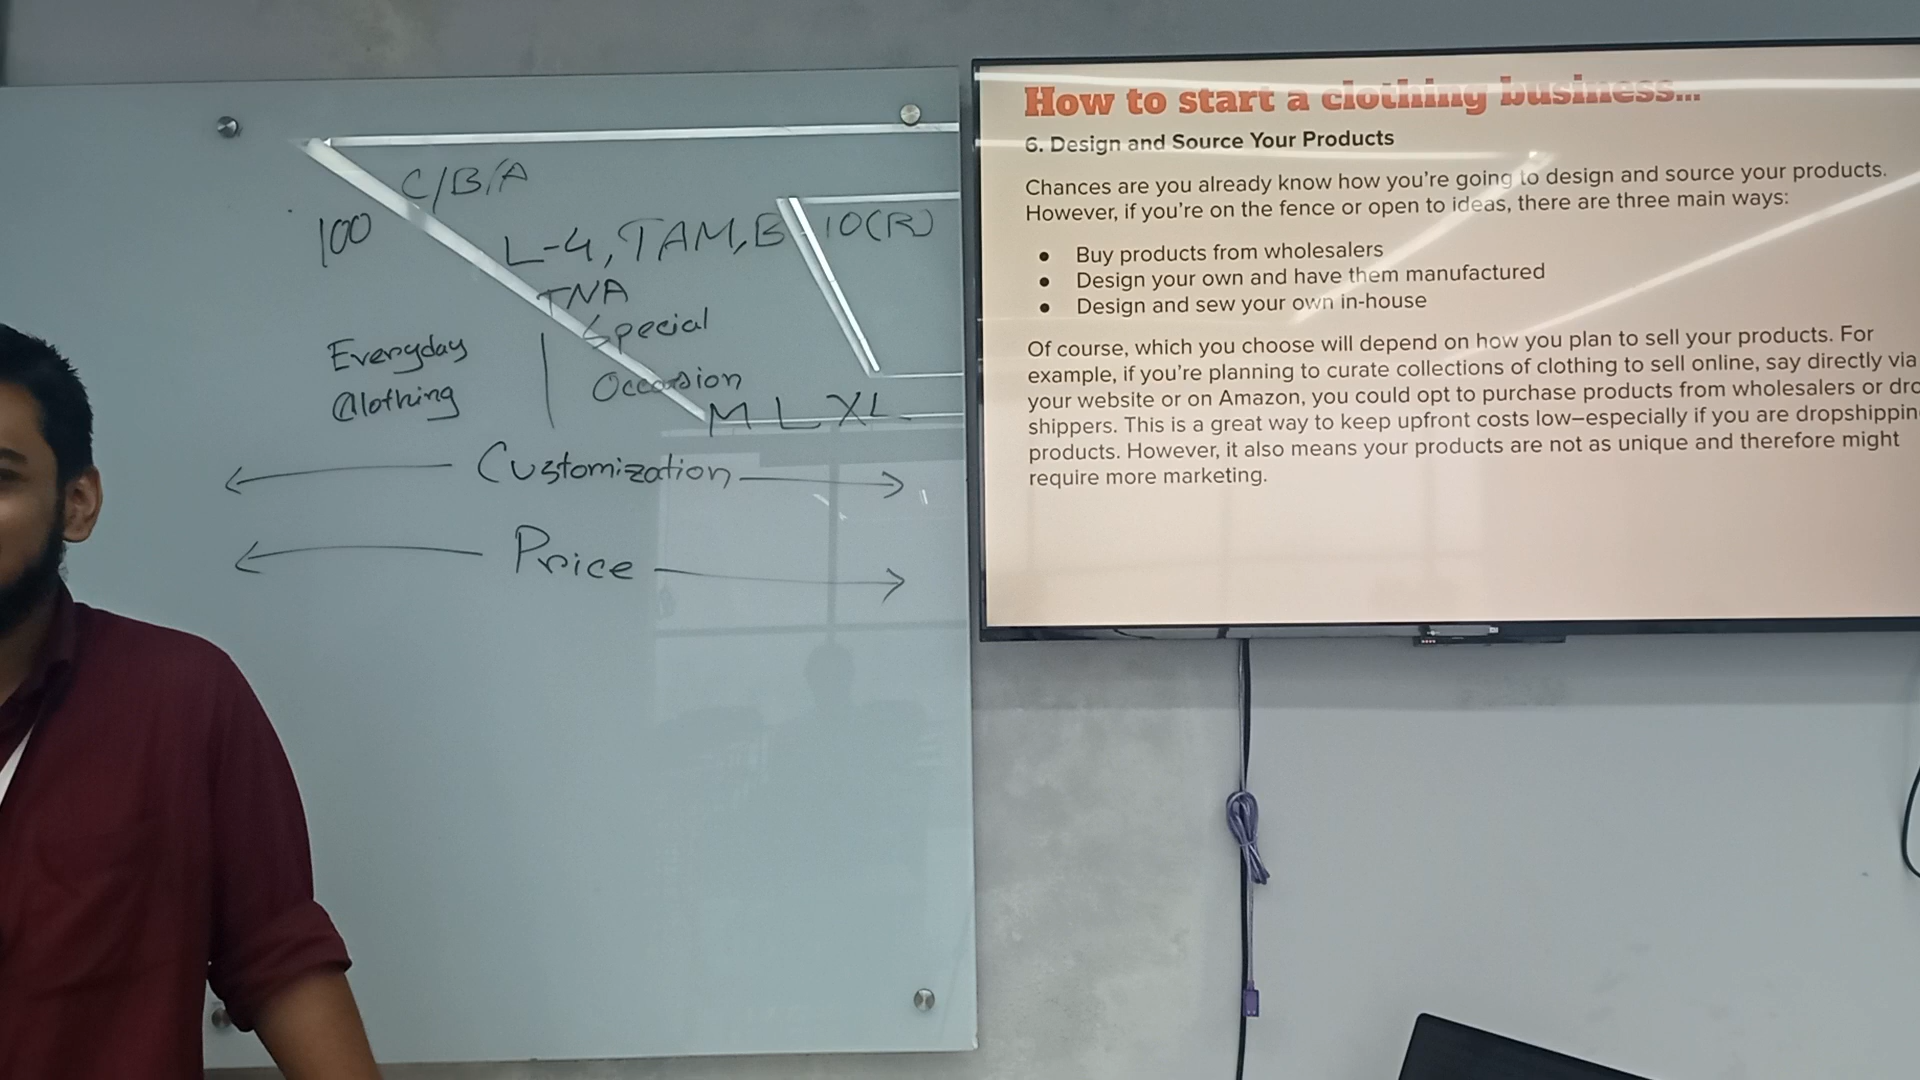 C/B/A
100
L-4, TAM, B 10(R)
TNA
Everyday
Clothing
Special
Occasion
M L XL
Customization
Price
How to start a clothing business...
6. Design and Source Your Products
Chances are you already know how you're going to design and source your products.
However, if you're on the fence or open to ideas, there are three main ways:
● Buy products from wholesalers
● Design your own and have them manufactured
● Design and sew your own in-house
Of course, which you choose will depend on how you plan to sell your products. For
example, if you're planning to curate collections of clothing to sell online, say directly via
your website or on Amazon, you could opt to purchase products from wholesalers or dro
shippers. This is a great way to keep upfront costs low—especially if you are dropshippin
products. However, it also means your products are not as unique and therefore might
require more marketing.